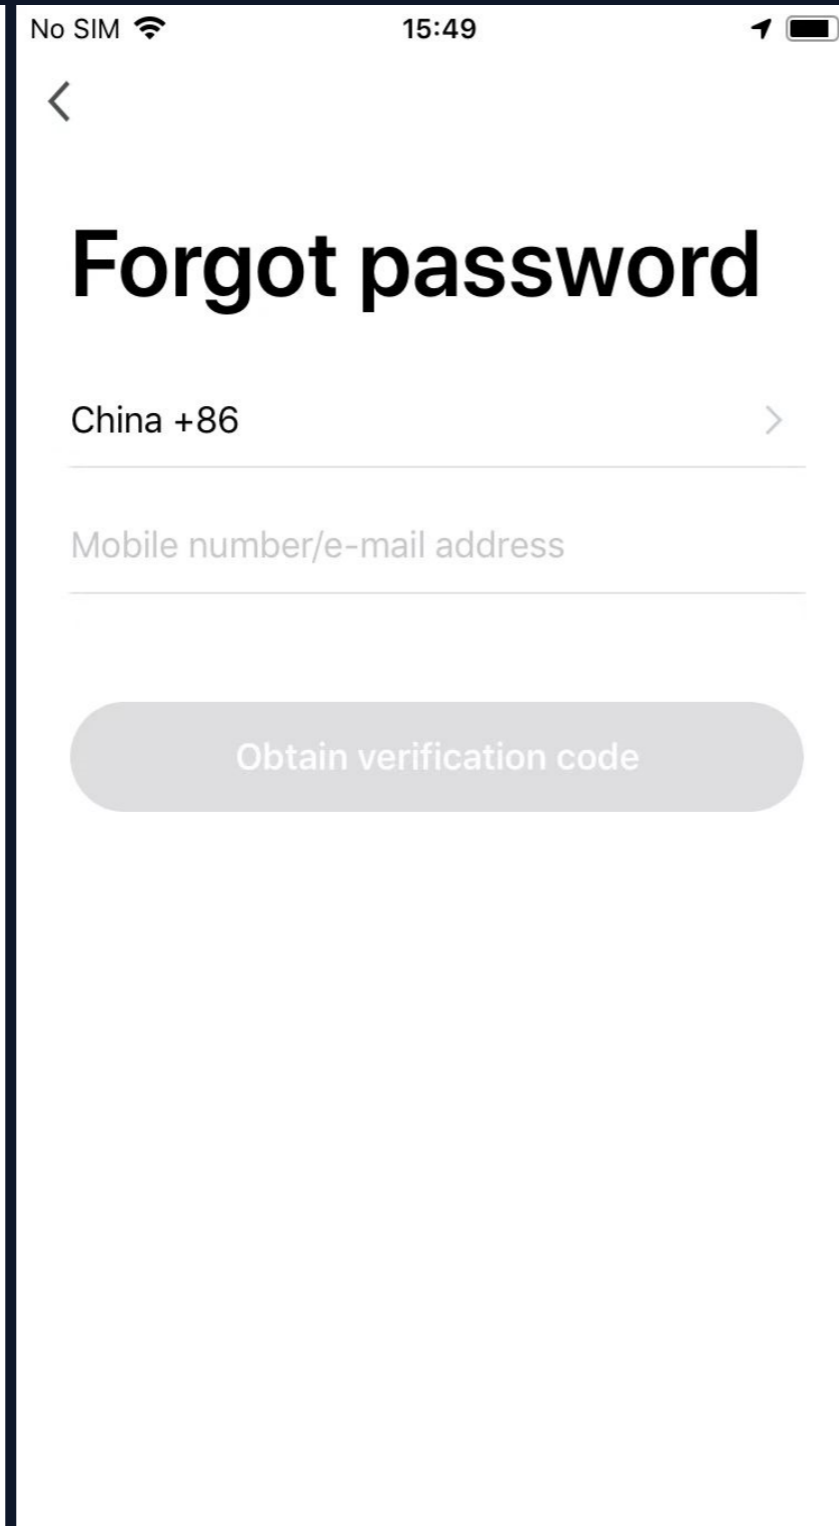 No SIM 15:49
Forgot password
China +86
Mobile number/e-mail address
Obtain verification code